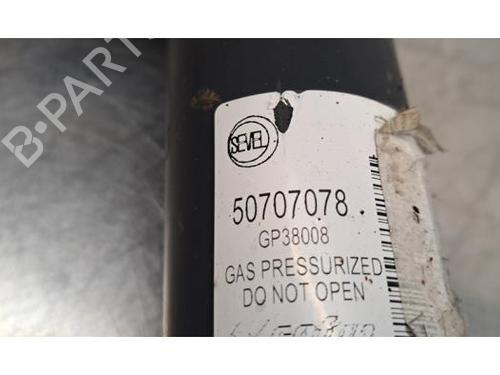 B-PARTS
SEVEL
50707078
GP38008
GAS PRESSURIZED
DO NOT OPEN